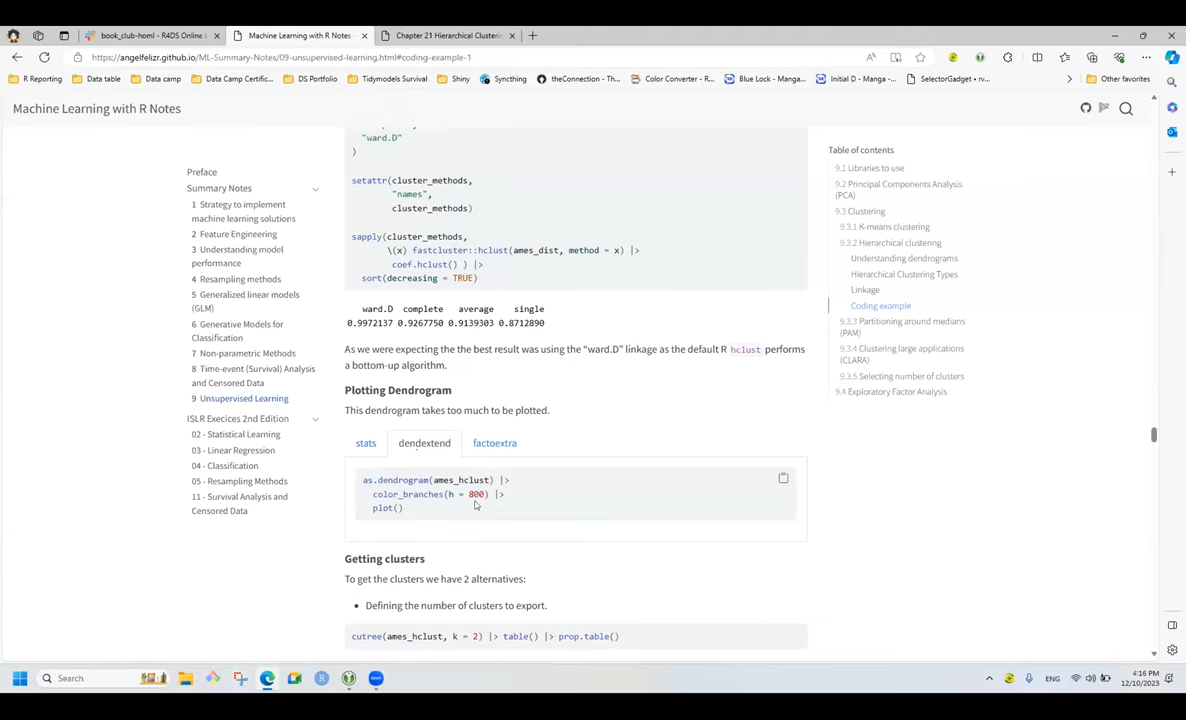 book_club-homl - R4DS Online L
Machine Learning with R Notes -
Chapter 21 Hierarchical Clusterin
https://angelfelizr.github.io/ML-Summary-Notes/09-unsupervised-learning.html#coding-example-1
R Reporting
Data table
Data camp
Data Camp Certific...
DS Portfolio
Tidymodels Survival
Shiny
Syncthing
theConnection - Th...
Color Converter - R...
Blue Lock - Manga...
Initial D - Manga -...
SelectorGadget • rv...
Other favorites
Machine Learning with R Notes
Preface
Summary Notes
1 Strategy to implement
machine learning solutions
2 Feature Engineering
3 Understanding model
performance
4 Resampling methods
5 Generalized linear models
(GLM)
6 Generative Models for
Classification
7 Non-parametric Methods
8 Time-event (Survival) Analysis
and Censored Data
9 Unsupervised Learning
ISLR Execices 2nd Edition
02 - Statistical Learning
03 - Linear Regression
04 - Classification
05 - Resampling Methods
11 - Survival Analysis and
Censored Data
"ward.D"
)
setattr(cluster_methods,
"names",
cluster_methods)
sapply(cluster_methods,
\(x) fastcluster::hclust(ames_dist, method = x) |>
coef.hclust() ) |>
sort(decreasing = TRUE)
ward.D complete average single
0.9972137 0.9267750 0.9139303 0.8712890
As we were expecting the the best result was using the “ward.D” linkage as the default R hclust performs
a bottom-up algorithm.
Plotting Dendrogram
This dendrogram takes too much to be plotted.
stats
dendextend
factoextra
as.dendrogram(ames_hclust) |>
color_branches(h = 800) |>
plot()
Getting clusters
To get the clusters we have 2 alternatives:
• Defining the number of clusters to export.
cutree(ames_hclust, k = 2) |> table() |> prop.table()
Table of contents
9.1 Libraries to use
9.2 Principal Components Analysis
(PCA)
9.3 Clustering
9.3.1 K-means clustering
9.3.2 Hierarchical clustering
Understanding dendrograms
Hierarchical Clustering Types
Linkage
Coding example
9.3.3 Partitioning around medians
(PAM)
9.3.4 Clustering large applications
(CLARA)
9.3.5 Selecting number of clusters
9.4 Exploratory Factor Analysis
Search
ENG
4:16 PM
12/10/2023